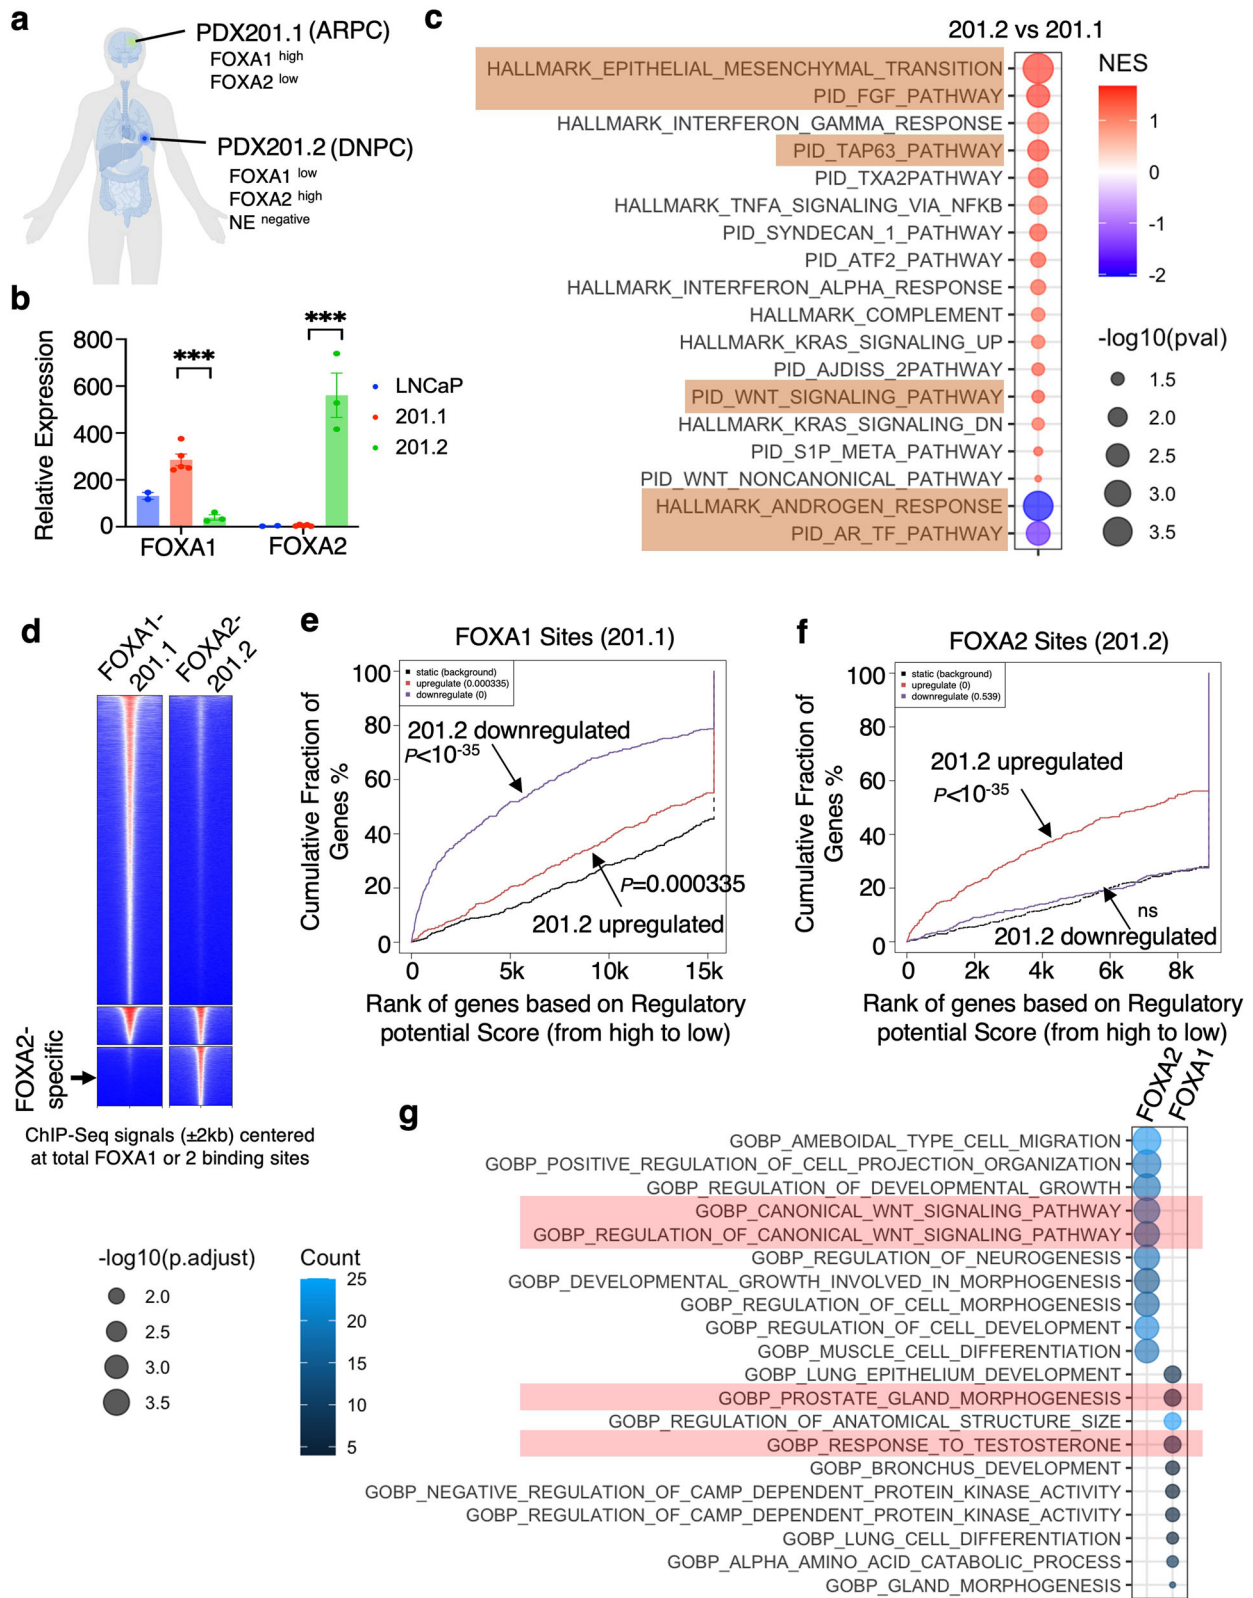 a
PDX201.1 (ARPC)
FOXA1 high
FOXA2 low
PDX201.2 (DNPC)
FOXA1 low
FOXA2 high
NE negative
b
Relative Expression
800
600
400
200
0
***
***
FOXA1
FOXA2
LNCaP
201.1
201.2
c
201.2 vs 201.1
HALLMARK_EPITHELIAL_MESENCHYMAL_TRANSITION
PID_FGF_PATHWAY
HALLMARK_INTERFERON_GAMMA_RESPONSE
PID_TAP63_PATHWAY
PID_TXA2PATHWAY
HALLMARK_TNFA_SIGNALING_VIA_NFKB
PID_SYNDECAN_1_PATHWAY
PID_ATF2_PATHWAY
HALLMARK_INTERFERON_ALPHA_RESPONSE
HALLMARK_COMPLEMENT
HALLMARK_KRAS_SIGNALING_UP
PID_AJDISS_2PATHWAY
PID_WNT_SIGNALING_PATHWAY
HALLMARK_KRAS_SIGNALING_DN
PID_S1P_META_PATHWAY
PID_WNT_NONCANONICAL_PATHWAY
HALLMARK_ANDROGEN_RESPONSE
PID_AR_TF_PATHWAY
NES
1
0
-1
-2
-log10(pval)
1.5
2.0
2.5
3.0
3.5
d
FOXA1-
201.1
FOXA2-
201.2
FOXA2-
specific
ChIP-Seq signals (±2kb) centered
at total FOXA1 or 2 binding sites
e
FOXA1 Sites (201.1)
Cumulative Fraction of
Genes %
100
80
60
40
20
0
static (background)
upregulate (0.000335)
downregulate (0)
201.2 downregulated
P<10-35
P=0.000335
201.2 upregulated
0 5k 10k 15k
Rank of genes based on Regulatory
potential Score (from high to low)
f
FOXA2 Sites (201.2)
Cumulative Fraction of
Genes %
100
80
60
40
20
0
static (background)
upregulate (0)
downregulate (0.539)
201.2 upregulated
P<10-35
ns
201.2 downregulated
0 2k 4k 6k 8k
Rank of genes based on Regulatory
potential Score (from high to low)
g
FOXA2
FOXA1
GOBP_AMEBOIDAL_TYPE_CELL_MIGRATION
GOBP_POSITIVE_REGULATION_OF_CELL_PROJECTION_ORGANIZATION
GOBP_REGULATION_OF_DEVELOPMENTAL_GROWTH
GOBP_CANONICAL_WNT_SIGNALING_PATHWAY
GOBP_REGULATION_OF_CANONICAL_WNT_SIGNALING_PATHWAY
GOBP_REGULATION_OF_NEUROGENESIS
GOBP_DEVELOPMENTAL_GROWTH_INVOLVED_IN_MORPHOGENESIS
GOBP_REGULATION_OF_CELL_MORPHOGENESIS
GOBP_REGULATION_OF_CELL_DEVELOPMENT
GOBP_MUSCLE_CELL_DIFFERENTIATION
GOBP_LUNG_EPITHELIUM_DEVELOPMENT
GOBP_PROSTATE_GLAND_MORPHOGENESIS
GOBP_REGULATION_OF_ANATOMICAL_STRUCTURE_SIZE
GOBP_RESPONSE_TO_TESTOSTERONE
GOBP_BRONCHUS_DEVELOPMENT
GOBP_NEGATIVE_REGULATION_OF_CAMP_DEPENDENT_PROTEIN_KINASE_ACTIVITY
GOBP_REGULATION_OF_CAMP_DEPENDENT_PROTEIN_KINASE_ACTIVITY
GOBP_LUNG_CELL_DIFFERENTIATION
GOBP_ALPHA_AMINO_ACID_CATABOLIC_PROCESS
GOBP_GLAND_MORPHOGENESIS
-log10(p.adjust)
2.0
2.5
3.0
3.5
Count
25
20
15
10
5